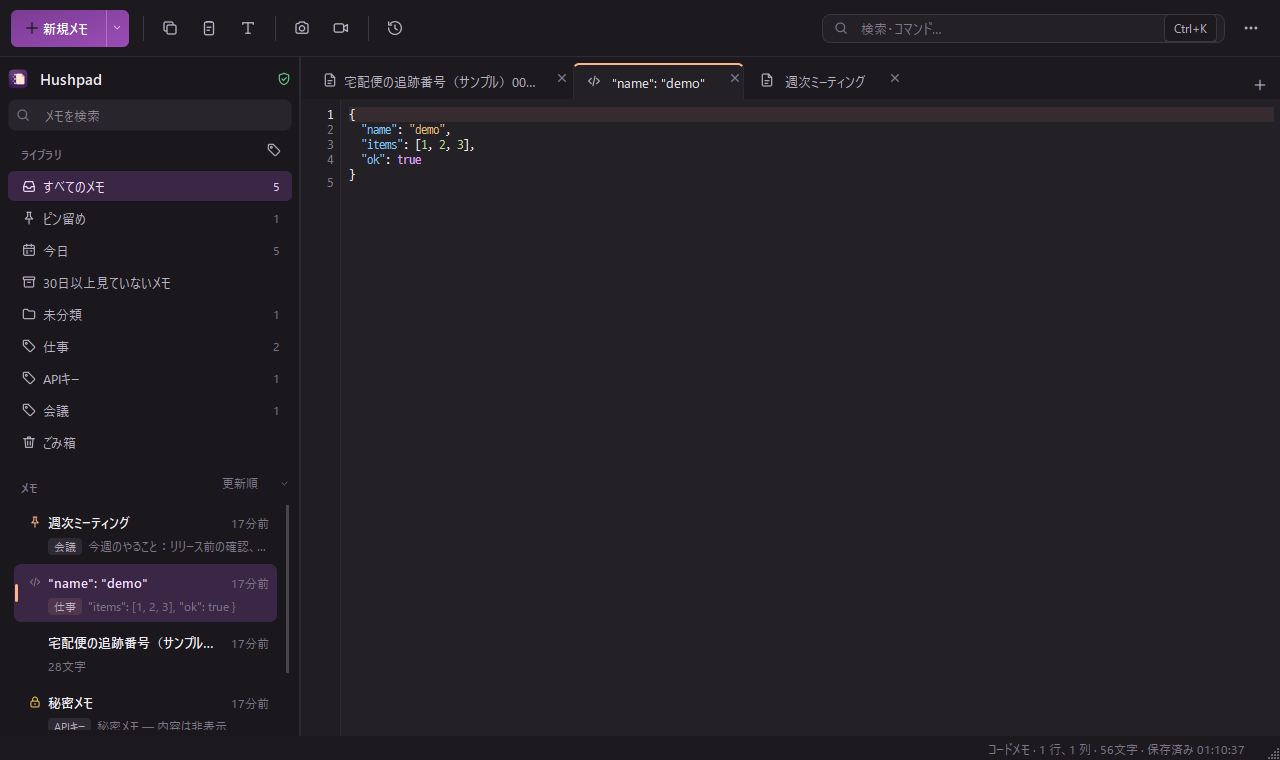 新規メモ
検索・コマンド...
Ctrl+K
Hushpad
メモを検索
ライブラリ
すべてのメモ 5
ピン留め 1
今日 5
30日以上見ていないメモ
未分類 1
仕事 2
APIキー 1
会議 1
ごみ箱
メモ 更新順
週次ミーティング 17分前
会議 今週のやること：リリース前の確認、...
"name": "demo" 17分前
仕事 "items": [1, 2, 3], "ok": true }
宅配便の追跡番号（サンプル... 17分前
28文字
秘密メモ 17分前
APIキー 秘密メモ — 内容は非表示
宅配便の追跡番号（サンプル）00...
"name": "demo"
週次ミーティング
1 {
2 "name": "demo",
3 "items": [1, 2, 3],
4 "ok": true
}
5
コードメモ · 1 行、1 列 · 56文字 · 保存済み 01:10:37